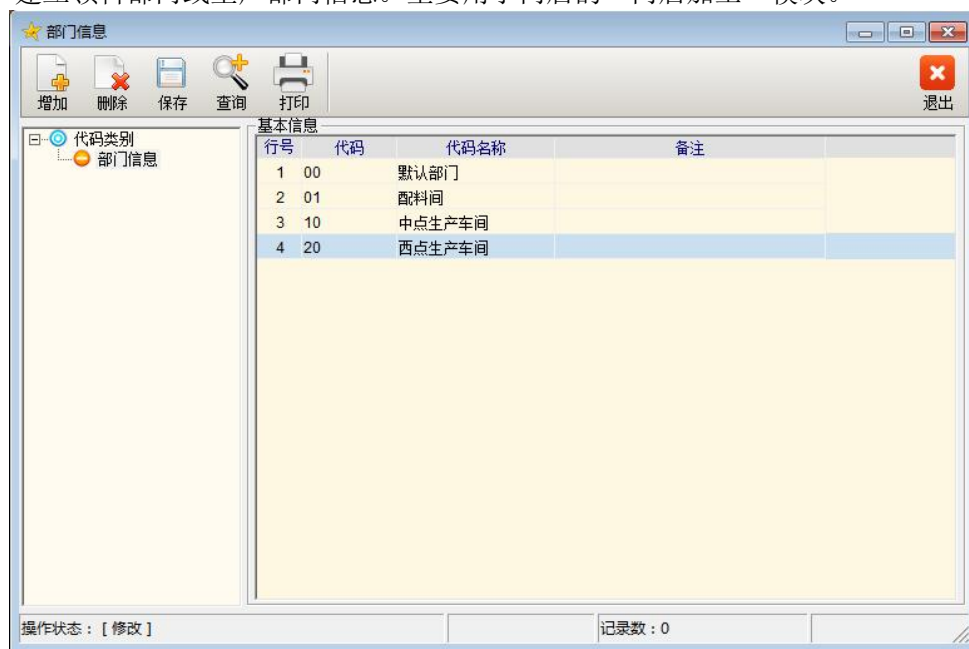 部门信息
增加 删除 保存 查询 打印 退出
代码类别
部门信息
基本信息
行号 代码 代码名称 备注
1 00 默认部门
2 01 配料间
3 10 中点生产车间
4 20 西点生产车间
操作状态：[ 修改 ] 记录数：0